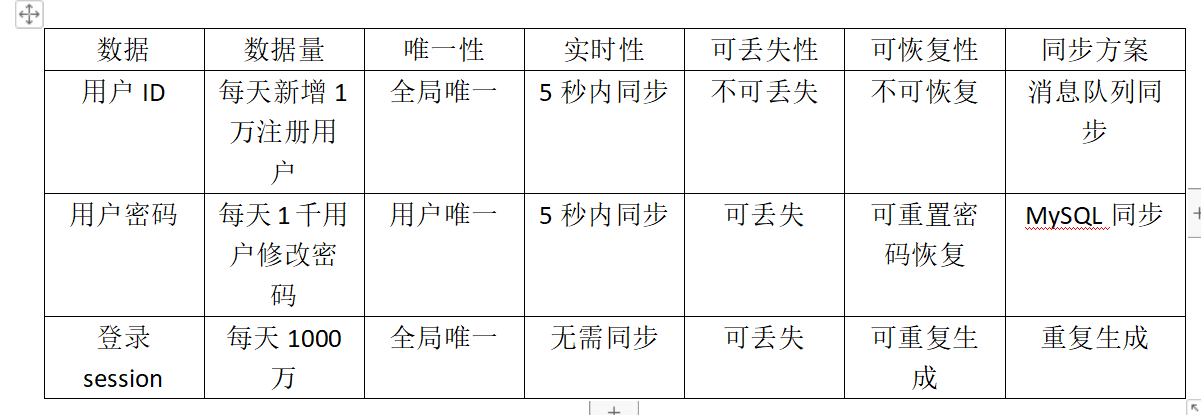 数据 数据量 唯一性 实时性 可丢失性 可恢复性 同步方案
用户 ID 每天新增 1 全局唯一 5 秒内同步 不可丢失 不可恢复 消息队列同
万注册用 步
户
用户密码 每天 1 千用 用户唯一 5 秒内同步 可丢失 可重置密 MySQL 同步
户修改密 码恢复
码
登录 每天 1000 全局唯一 无需同步 可丢失 可重复生 重复生成
session 万 成